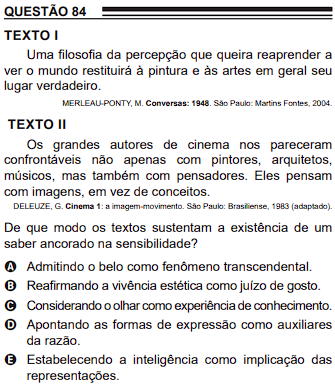 QUESTÃO 84
TEXTO I
Uma filosofia da percepção que queira reaprender a
ver o mundo restituirá à pintura e às artes em geral seu
lugar verdadeiro.
MERLEAU-PONTY, M. Conversas: 1948. São Paulo: Martins Fontes, 2004.
TEXTO II
Os grandes autores de cinema nos pareceram
confrontáveis não apenas com pintores, arquitetos,
músicos, mas também com pensadores. Eles pensam
com imagens, em vez de conceitos.
DELEUZE, G. Cinema 1: a imagem-movimento. São Paulo: Brasiliense, 1983 (adaptado).
De que modo os textos sustentam a existência de um
saber ancorado na sensibilidade?
A Admitindo o belo como fenômeno transcendental.
B Reafirmando a vivência estética como juízo de gosto.
C Considerando o olhar como experiência de conhecimento.
D Apontando as formas de expressão como auxiliares
da razão.
E Estabelecendo a inteligência como implicação das
representações.